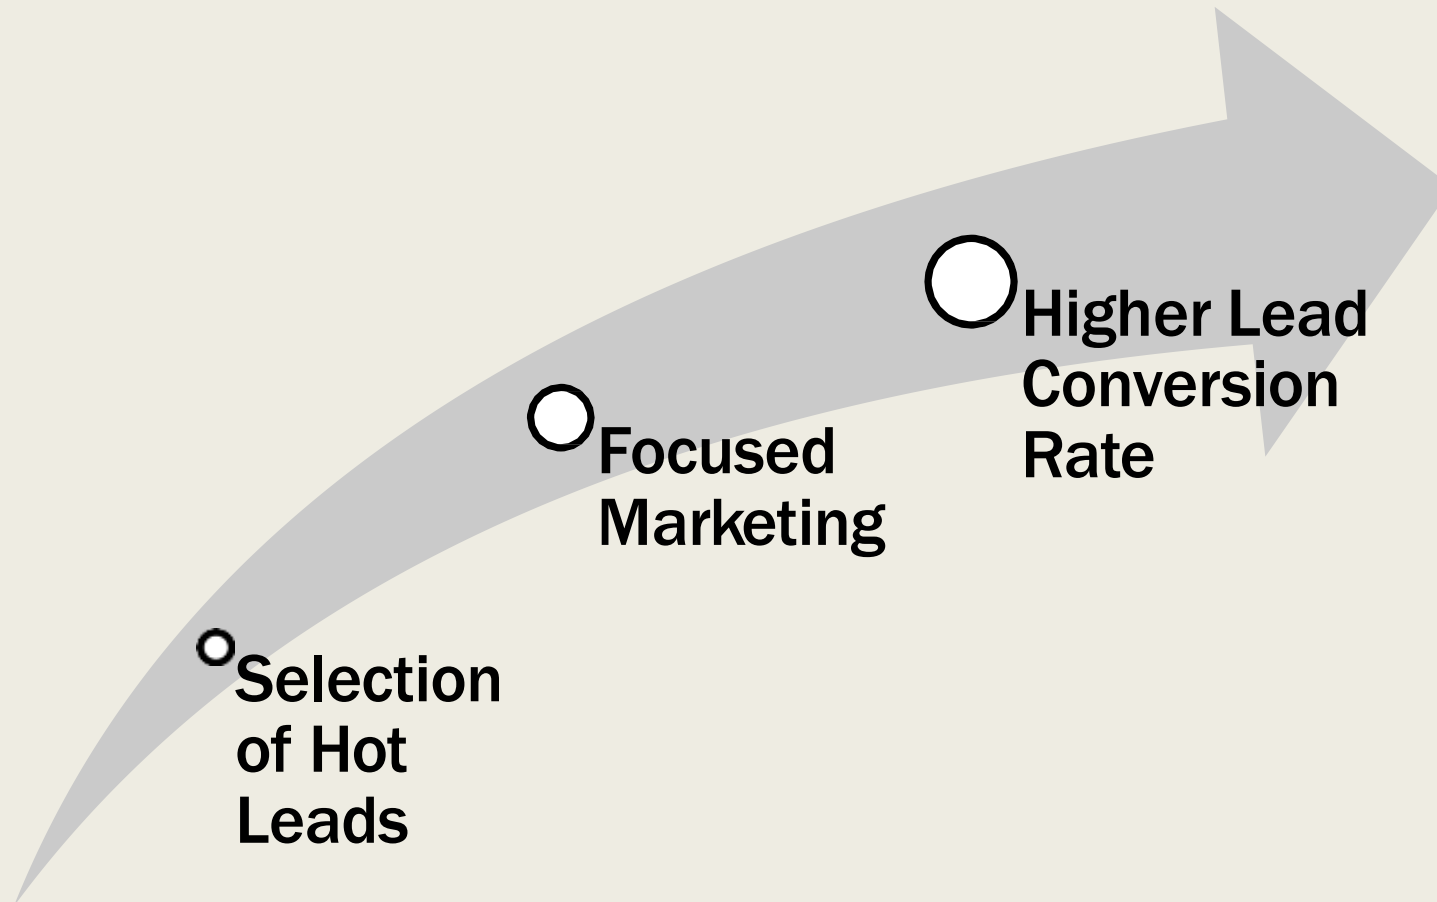 Higher Lead
Conversion
Rate
Focused
Marketing
Selection
of Hot
Leads